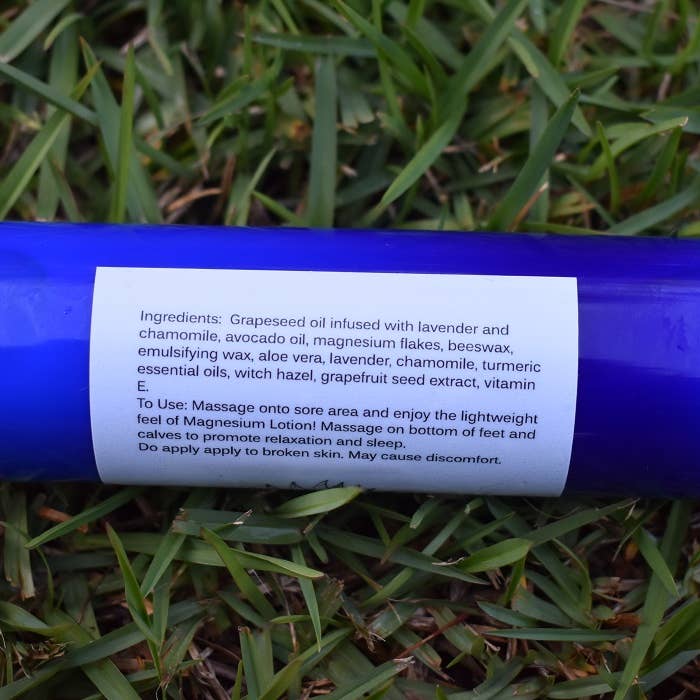 Ingredients: Grapeseed oil infused with lavender and
chamomile, avocado oil, magnesium flakes, beeswax,
emulsifying wax, aloe vera, lavender, chamomile, turmeric
essential oils, witch hazel, grapefruit seed extract, vitamin
E.
To Use: Massage onto sore area and enjoy the lightweight
feel of Magnesium Lotion! Massage on bottom of feet and
calves to promote relaxation and sleep.
Do apply apply to broken skin. May cause discomfort.